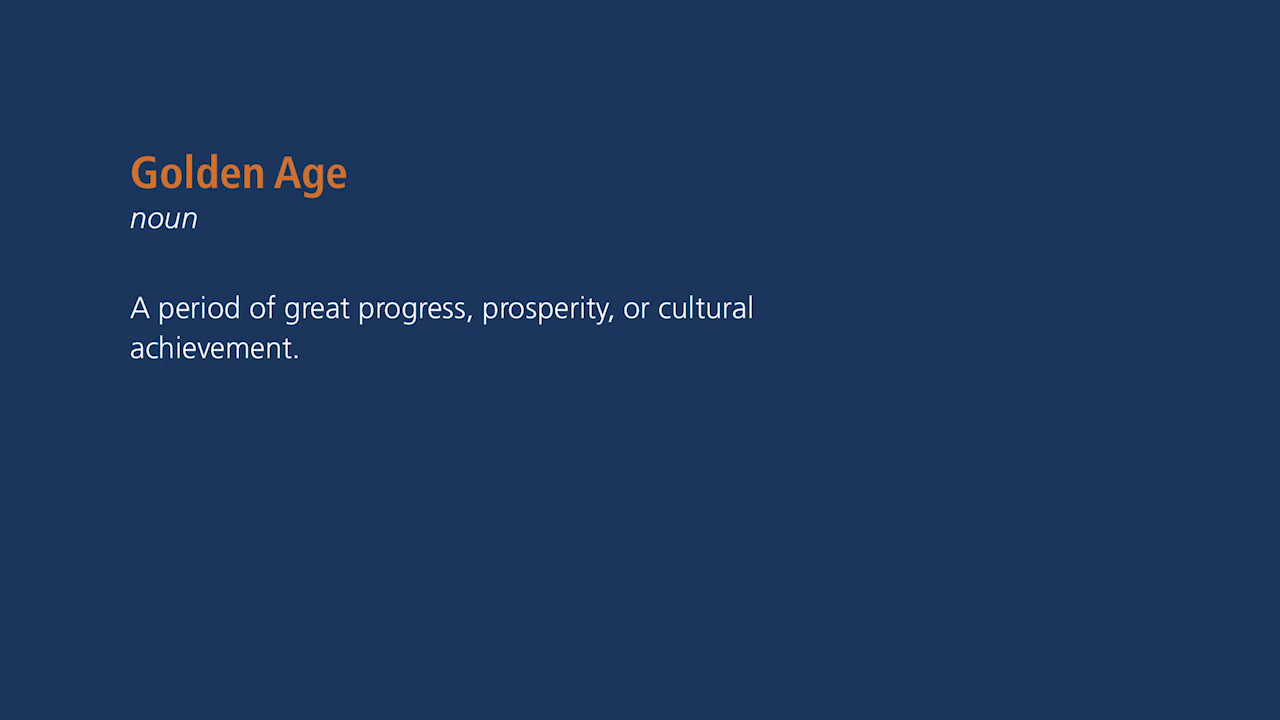 Golden Age
noun
A period of great progress, prosperity, or cultural
achievement.